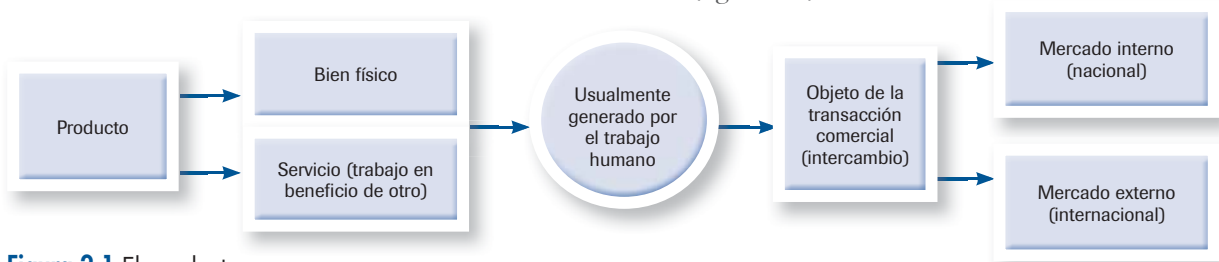 Producto
Bien físico
Servicio (trabajo en
beneficio de otro)
Usualmente
generado por
el trabajo
humano
Objeto de la
transacción
comercial
(intercambio)
Mercado interno
(nacional)
Mercado externo
(internacional)